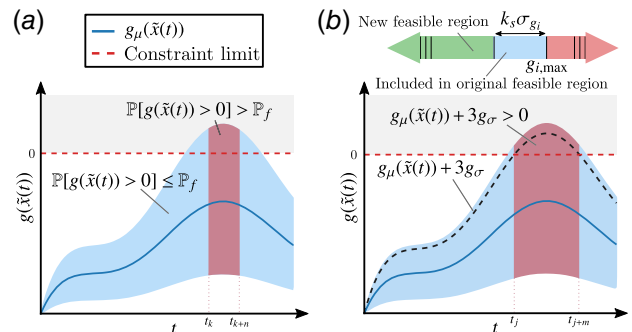 (a)
g_μ(x̃(t))
Constraint limit
ℙ[g(x̃(t)) > 0] > ℙ_f
0
ℙ[g(x̃(t)) > 0] ≤ ℙ_f
g(x̃(t))
t_k
t_{k+n}
t
(b)
k_s σ_{g_i}
New feasible region
g_{i,max}
Included in original feasible region
g_μ(x̃(t)) + 3g_σ > 0
0
g_μ(x̃(t)) + 3g_σ
g(x̃(t))
t_j
t_{j+m}
t